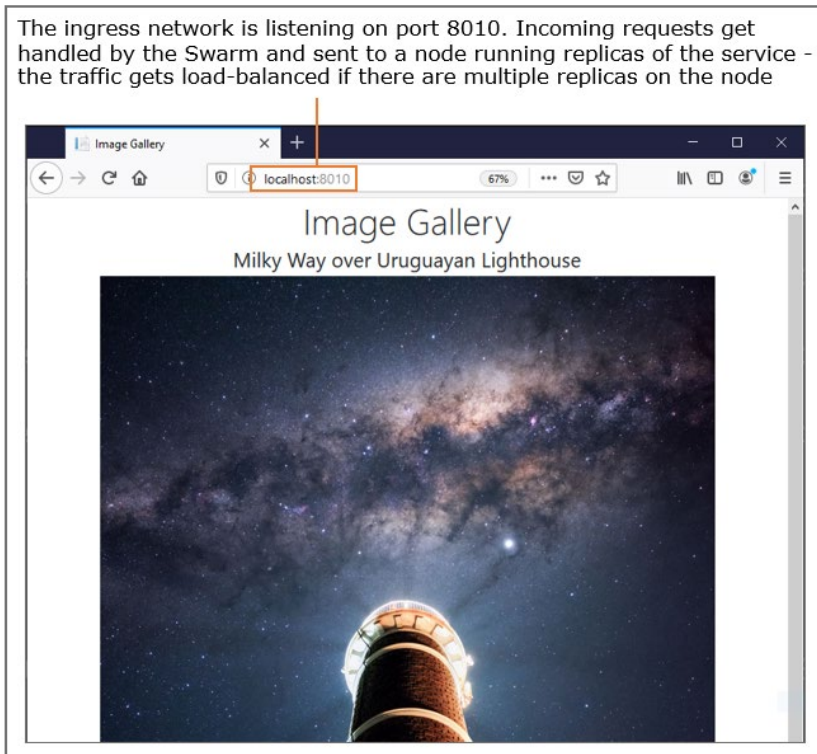 The ingress network is listening on port 8010. Incoming requests get
handled by the Swarm and sent to a node running replicas of the service -
the traffic gets load-balanced if there are multiple replicas on the node
Image Gallery
localhost:8010
67%
Image Gallery
Milky Way over Uruguayan Lighthouse